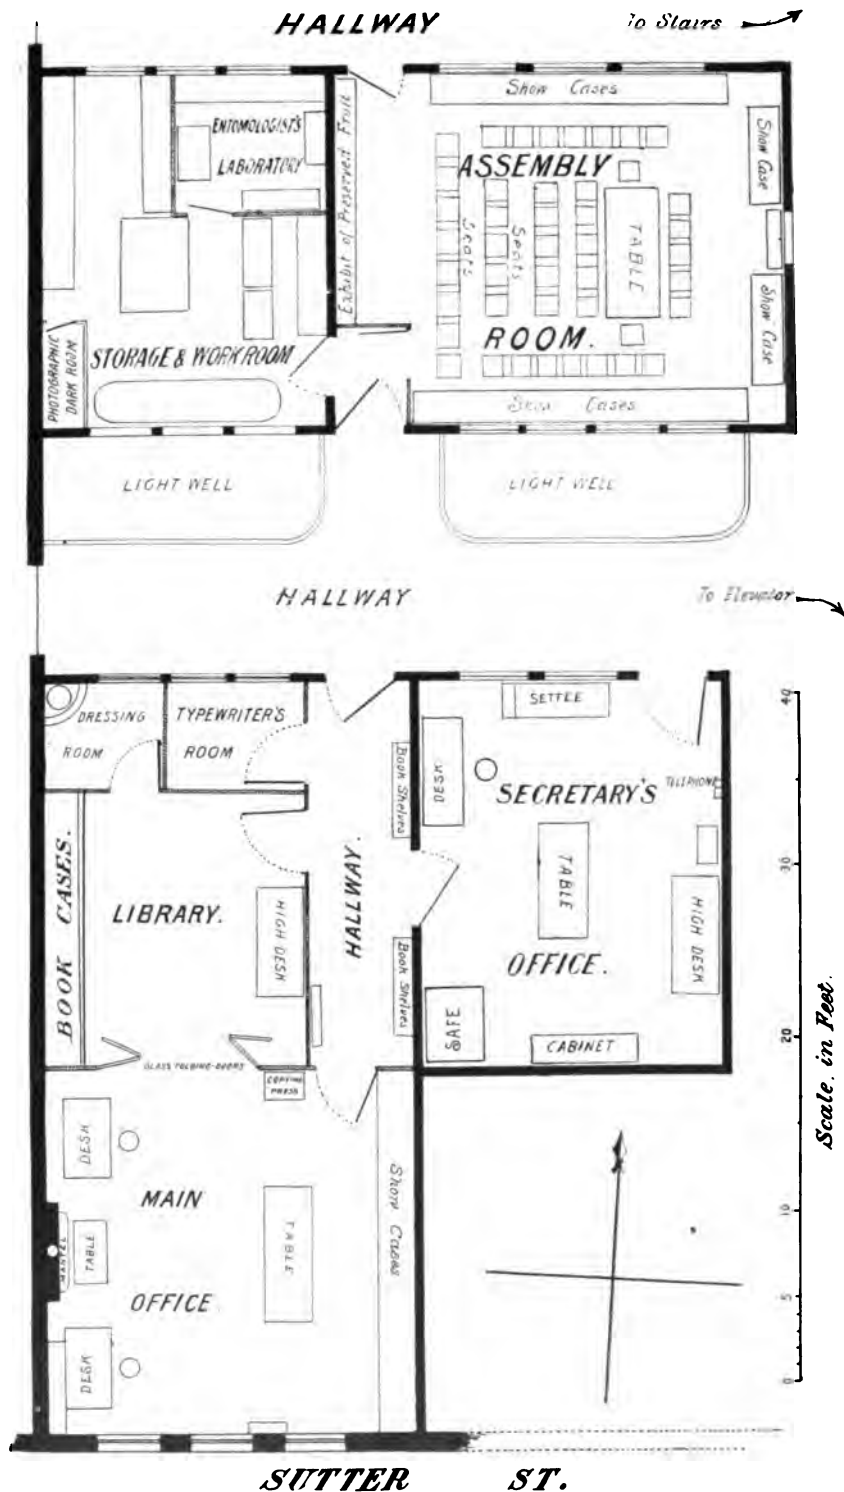 HALLWAY
To Stairs
Show Cases
ENTOMOLOGIST'S
LABORATORY
Exhibit of Preserved Fruit
ASSEMBLY
Show Case
Seats
Seats
TABLE
ROOM.
Show Case
STORAGE & WORK ROOM
PHOTOGRAPHIC
DARK ROOM
Show Cases
LIGHT WELL
LIGHT WELL
HALLWAY
To Elevator
DRESSING
ROOM
TYPEWRITER'S
ROOM
SETTEE
DESK
SECRETARY'S
TELEPHONE
Book Shelves
BOOK CASES.
LIBRARY.
HIGH DESK
HALLWAY.
TABLE
HIGH DESK
OFFICE.
Book Shelves
SAFE
CABINET
GLASS FOLDING-DOORS
COPYING
PRESS
DESK
MAIN
Show Cases
MANTEL
TABLE
TABLE
OFFICE
DESK
40
30
20
10
5
0
Scale in Feet.
SUTTER ST.